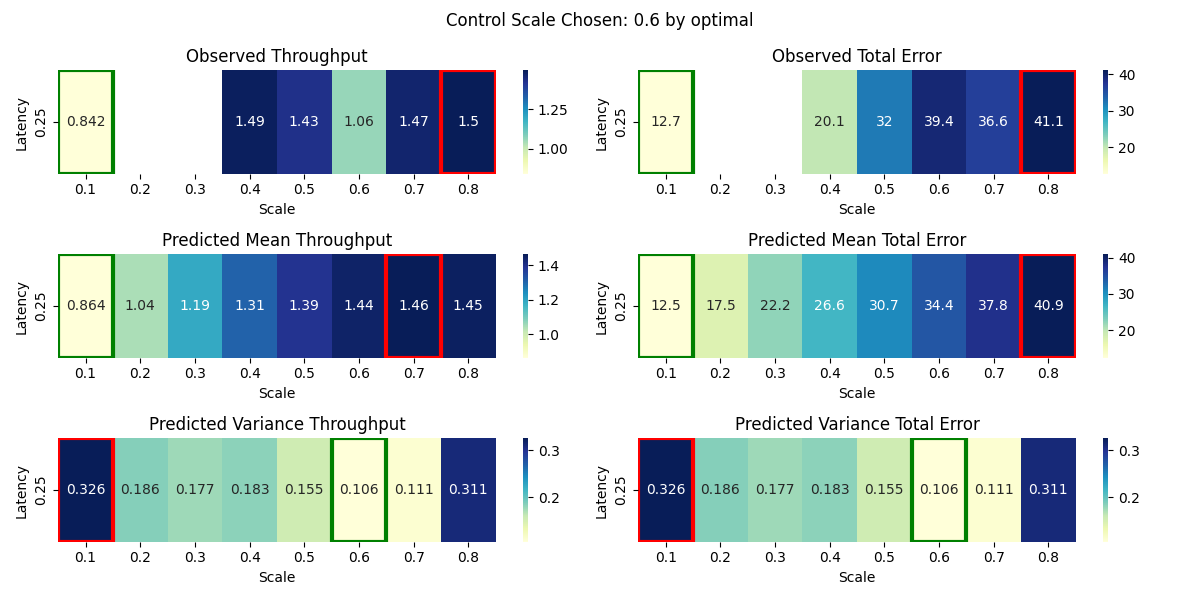 Control Scale Chosen: 0.6 by optimal
Observed Throughput
Latency
0.25
0.842 1.49 1.43 1.06 1.47 1.5
0.1 0.2 0.3 0.4 0.5 0.6 0.7 0.8
Scale
1.25
1.00
Observed Total Error
Latency
0.25
12.7 20.1 32 39.4 36.6 41.1
0.1 0.2 0.3 0.4 0.5 0.6 0.7 0.8
Scale
40
30
20
Predicted Mean Throughput
Latency
0.25
0.864 1.04 1.19 1.31 1.39 1.44 1.46 1.45
0.1 0.2 0.3 0.4 0.5 0.6 0.7 0.8
Scale
1.4
1.2
1.0
Predicted Mean Total Error
Latency
0.25
12.5 17.5 22.2 26.6 30.7 34.4 37.8 40.9
0.1 0.2 0.3 0.4 0.5 0.6 0.7 0.8
Scale
40
30
20
Predicted Variance Throughput
Latency
0.25
0.326 0.186 0.177 0.183 0.155 0.106 0.111 0.311
0.1 0.2 0.3 0.4 0.5 0.6 0.7 0.8
Scale
0.3
0.2
Predicted Variance Total Error
Latency
0.25
0.326 0.186 0.177 0.183 0.155 0.106 0.111 0.311
0.1 0.2 0.3 0.4 0.5 0.6 0.7 0.8
Scale
0.3
0.2